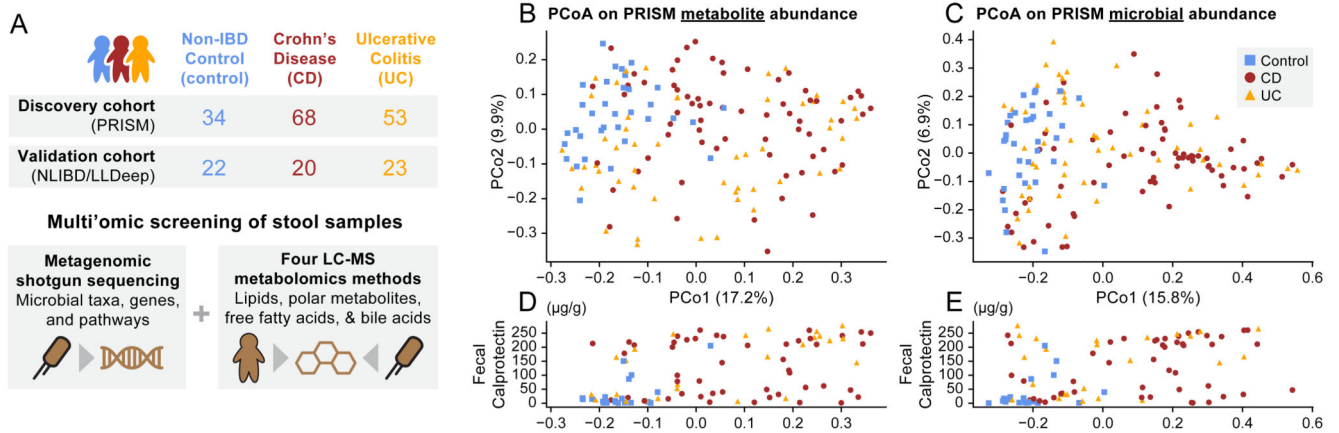 A
Non-IBD
Control
(control)
Crohn's
Disease
(CD)
Ulcerative
Colitis
(UC)
Discovery cohort
(PRISM)
34
68
53
Validation cohort
(NLIBD/LLDeep)
22
20
23
Multi'omic screening of stool samples
Metagenomic
shotgun sequencing
Microbial taxa, genes,
and pathways
+
Four LC-MS
metabolomics methods
Lipids, polar metabolites,
free fatty acids, & bile acids
B PCoA on PRISM metabolite abundance
PCo2 (9.9%)
0.2
0.1
0.0
−0.1
−0.2
−0.3
−0.3 −0.2 −0.1 0.0 0.1 0.2 0.3
PCo1 (17.2%)
C PCoA on PRISM microbial abundance
Control
CD
UC
PCo2 (6.9%)
0.4
0.3
0.2
0.1
0.0
−0.1
−0.2
−0.3
−0.2 0.0 0.2 0.4 0.6
PCo1 (15.8%)
D (µg/g)
Fecal
Calprotectin
250
200
150
100
50
0
−0.3 −0.2 −0.1 0.0 0.1 0.2 0.3
E (µg/g)
Fecal
Calprotectin
250
200
150
100
50
0
−0.2 0.0 0.2 0.4 0.6